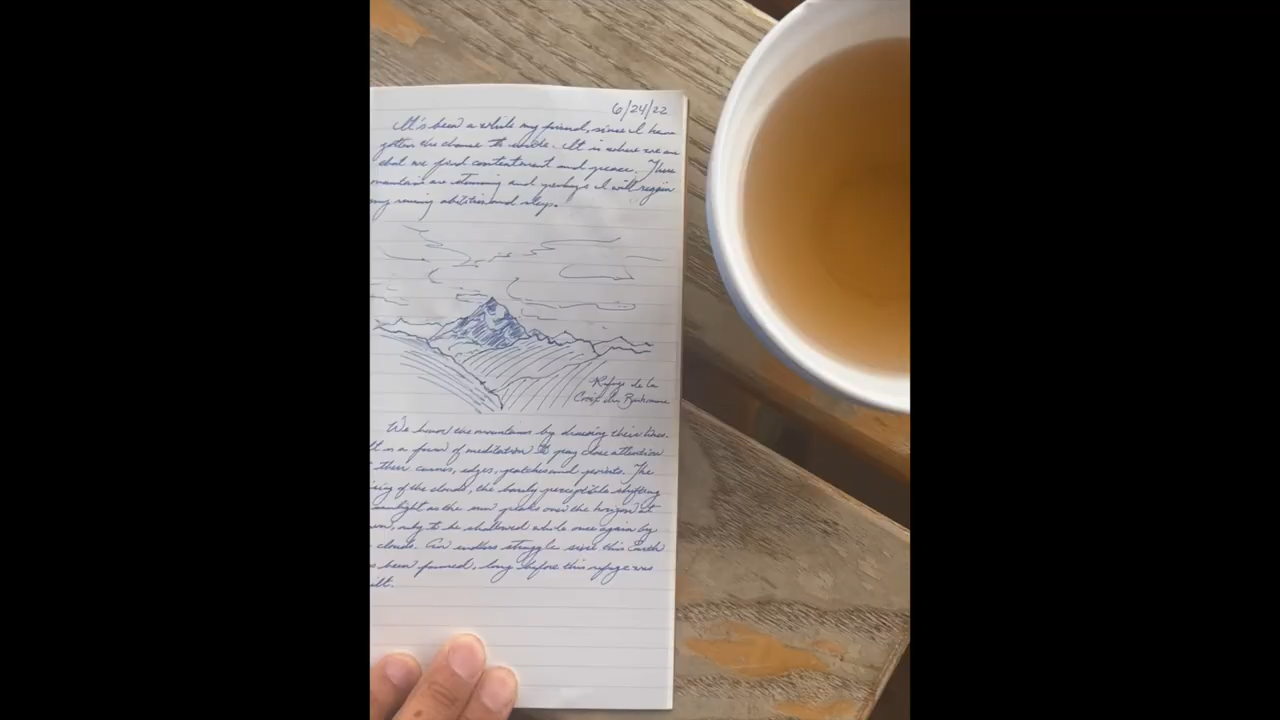 6/24/22
It's been a while my friend, since I have
gotten the chance to write. It is where we are
that we find contentment and peace. These
mountains are stunning and perhaps I will regain
my running abilities and sleep.
Refuge de la
Croix du Bonhomme
We honor the mountains by drawing their lines.
It is a form of meditation to pay close attention
their curves, edges, patches and points. The
of the clouds, the barely perceptible shifting
sunlight as the sun peaks over the horizon at
only to be swallowed whole once again by
clouds. An endless struggle since this Earth
been formed, long before this refuge was